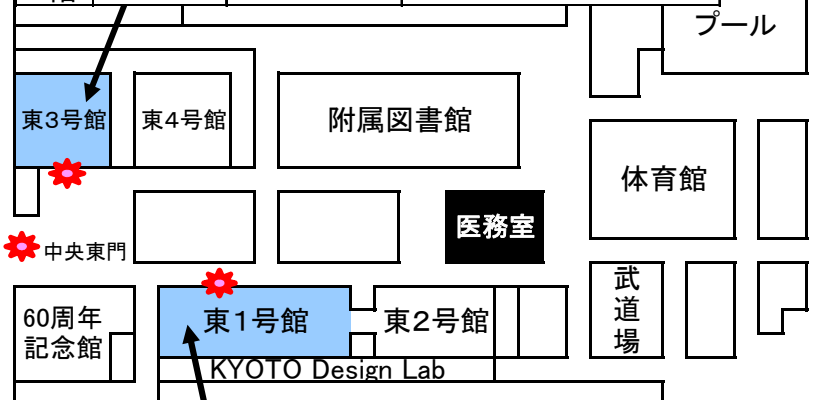 プール
東3号館
東4号館
附属図書館
体育館
医務室
中央東門
武道場
60周年
記念館
東1号館
東2号館
KYOTO Design Lab